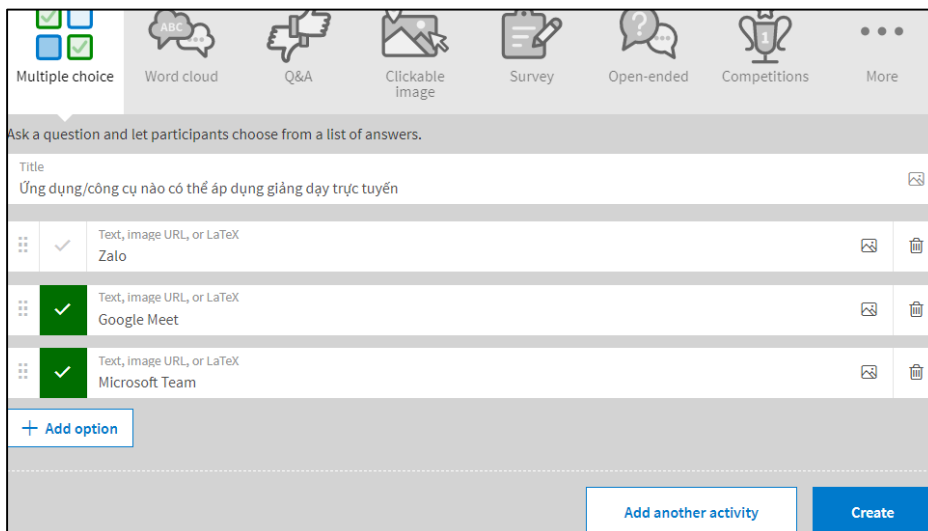 ABC
1
Multiple choice
Word cloud
Q&A
Clickable
image
Survey
Open-ended
Competitions
More
Ask a question and let participants choose from a list of answers.
Title
Ứng dụng/công cụ nào có thể áp dụng giảng dạy trực tuyến
Text, image URL, or LaTeX
Zalo
Text, image URL, or LaTeX
Google Meet
Text, image URL, or LaTeX
Microsoft Team
+ Add option
Add another activity
Create